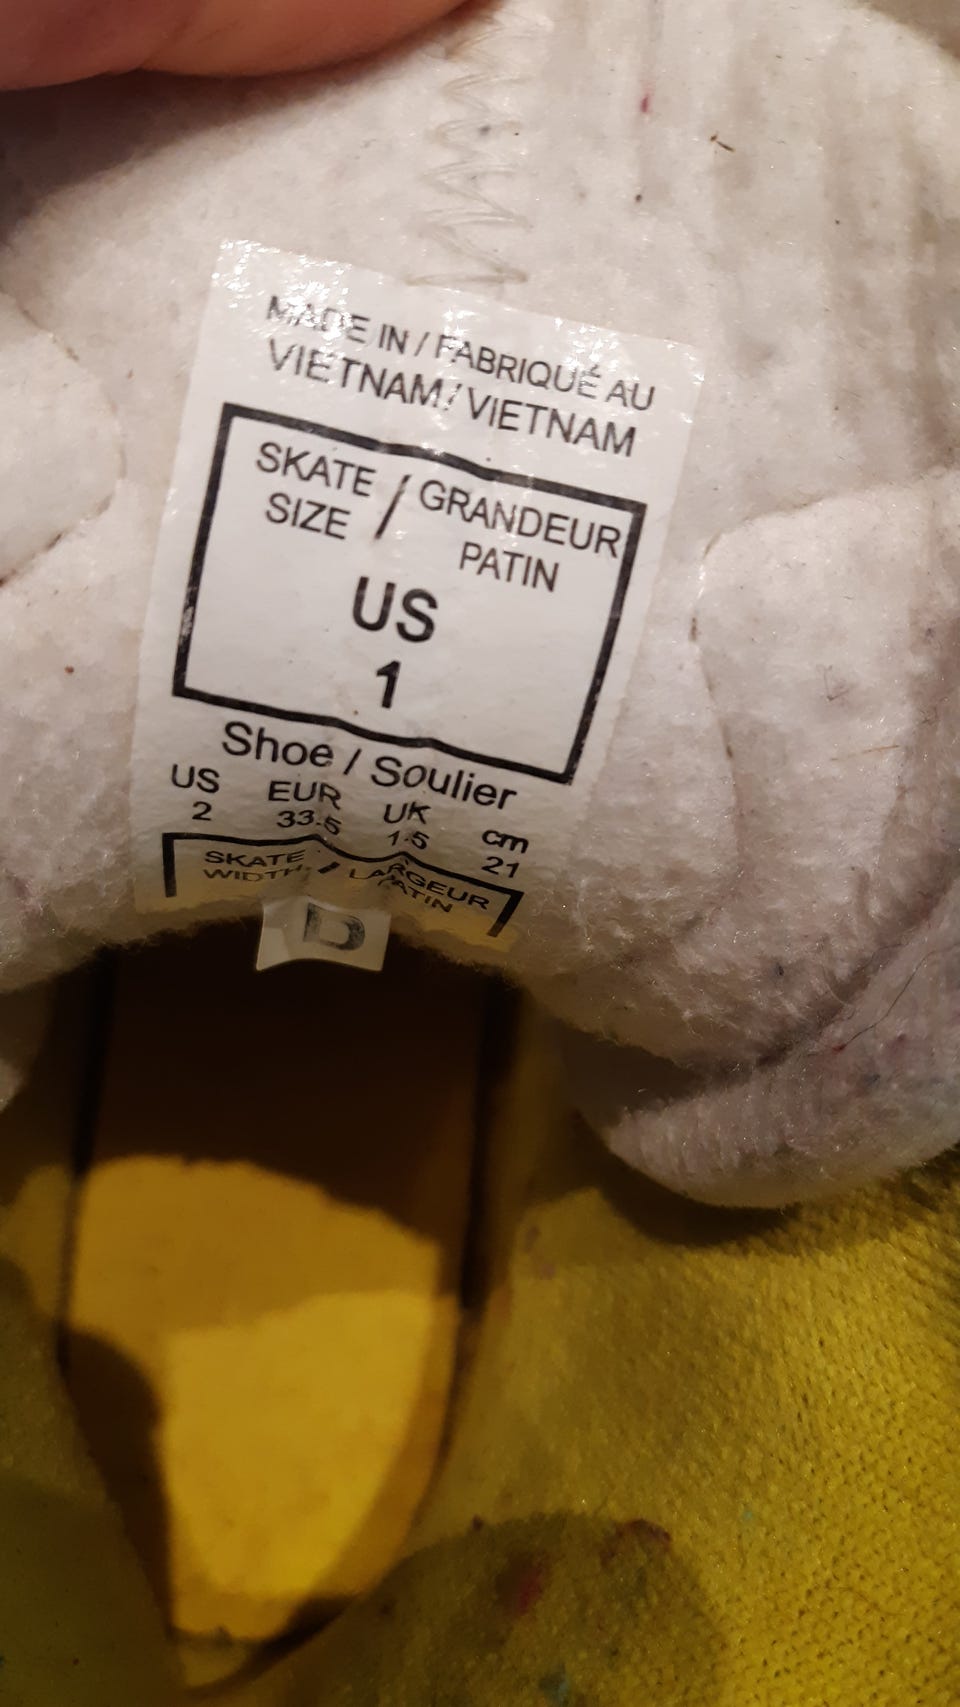 MADE IN / FABRIQUÉ AU
VIETNAM / VIETNAM
SKATE SIZE / GRANDEUR PATIN
US
1
Shoe / Soulier
US EUR UK cm
2 33.5 1.5 21
SKATE WIDTH / LARGEUR PATIN
D